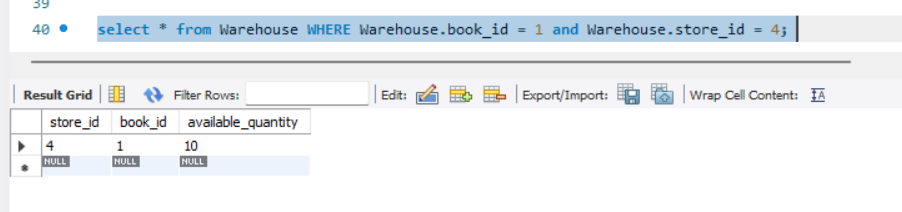 39
40 select * from Warehouse WHERE Warehouse.book_id = 1 and Warehouse.store_id = 4;
Result Grid Filter Rows: Edit: Export/Import: Wrap Cell Content: IA
store_id book_id available_quantity
4 1 10
NULL NULL NULL